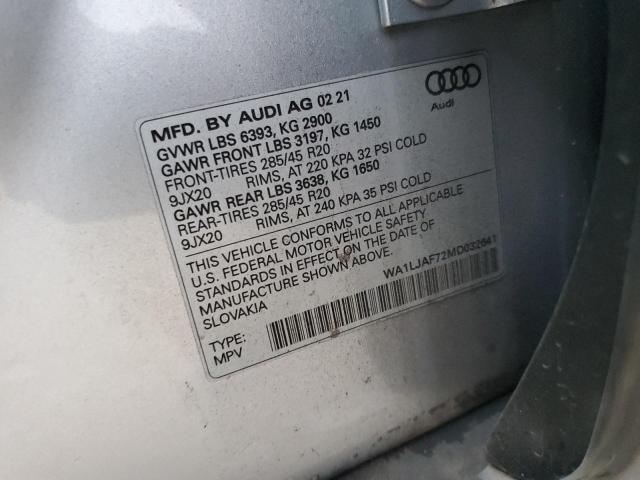 MFD. BY AUDI AG 02 21
GVWR LBS 6393, KG 2900
GAWR FRONT LBS 3197, KG 1450
FRONT-TIRES 285/45 R20
9JX20 RIMS, AT 220 KPA 32 PSI COLD
GAWR REAR LBS 3638, KG 1650
REAR-TIRES 285/45 R20
9JX20 RIMS, AT 240 KPA 35 PSI COLD
THIS VEHICLE CONFORMS TO ALL APPLICABLE
U.S. FEDERAL MOTOR VEHICLE SAFETY
STANDARDS IN EFFECT ON THE DATE OF
MANUFACTURE SHOWN ABOVE.
SLOVAKIA
WA1LJAF72MD032641
TYPE:
MPV
Audi